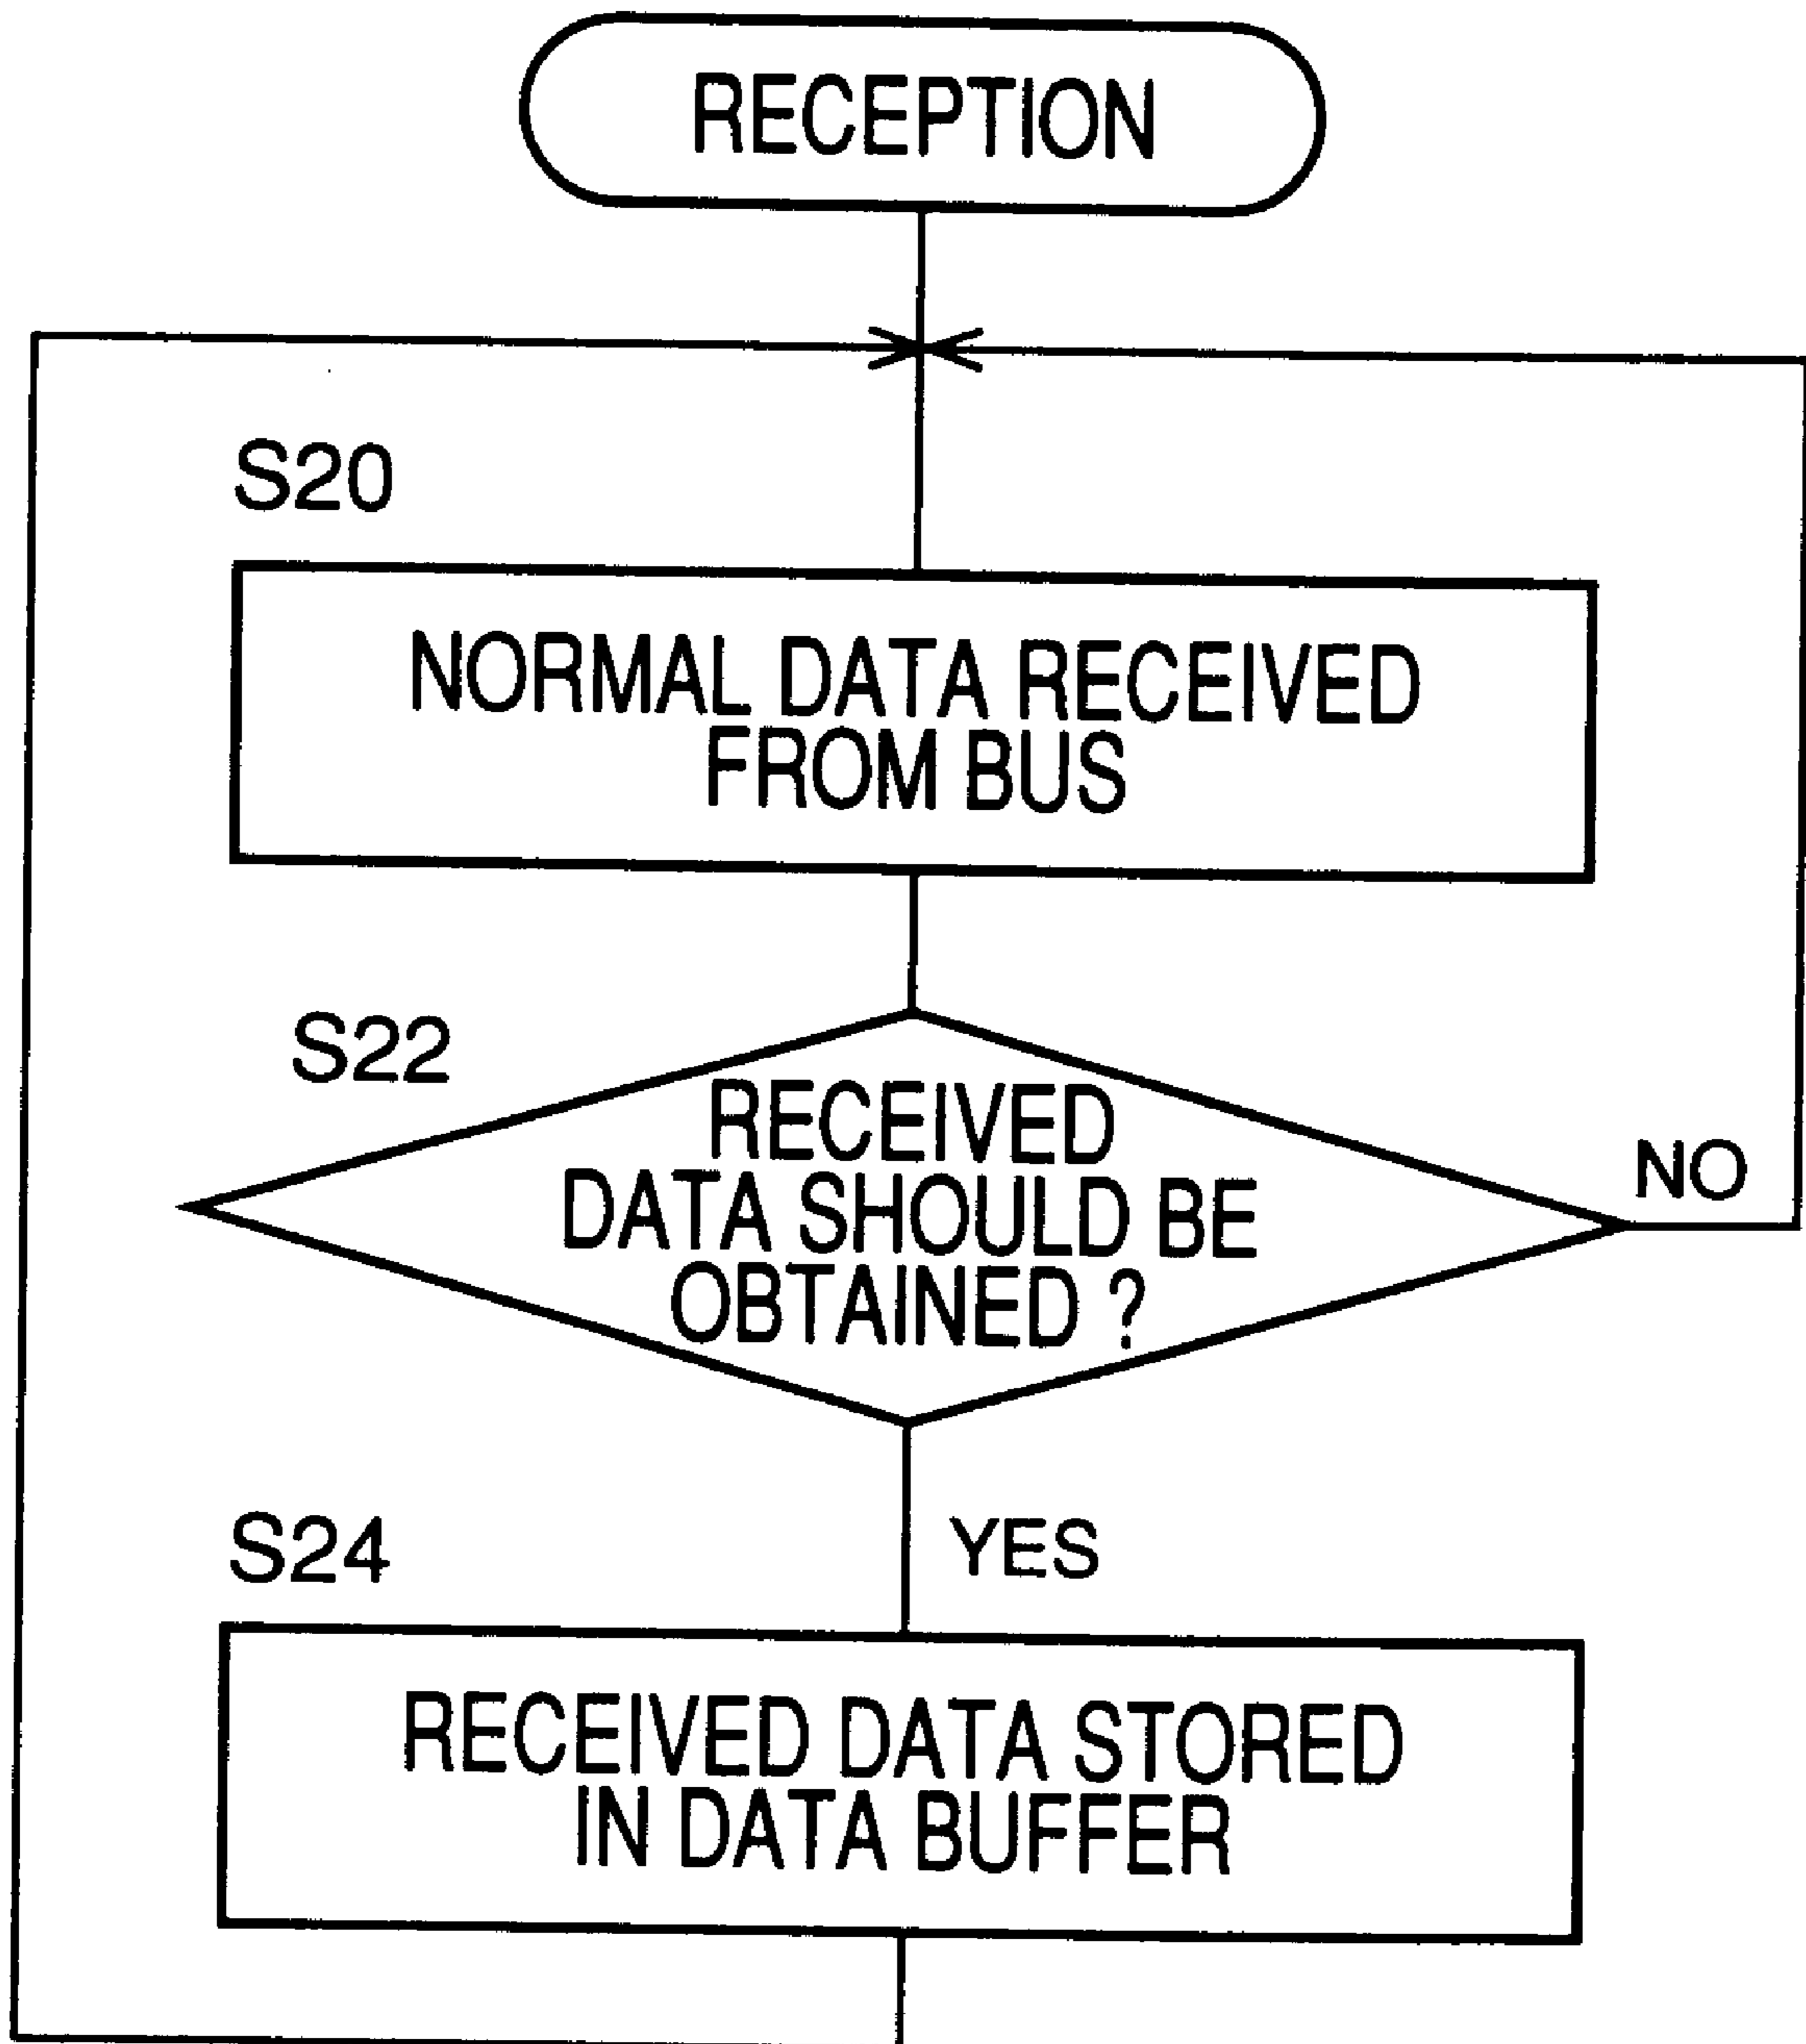 RECEPTION
S20
NORMAL DATA RECEIVED
FROM BUS
S22
RECEIVED
DATA SHOULD BE
OBTAINED ?
NO
YES
S24
RECEIVED DATA STORED
IN DATA BUFFER